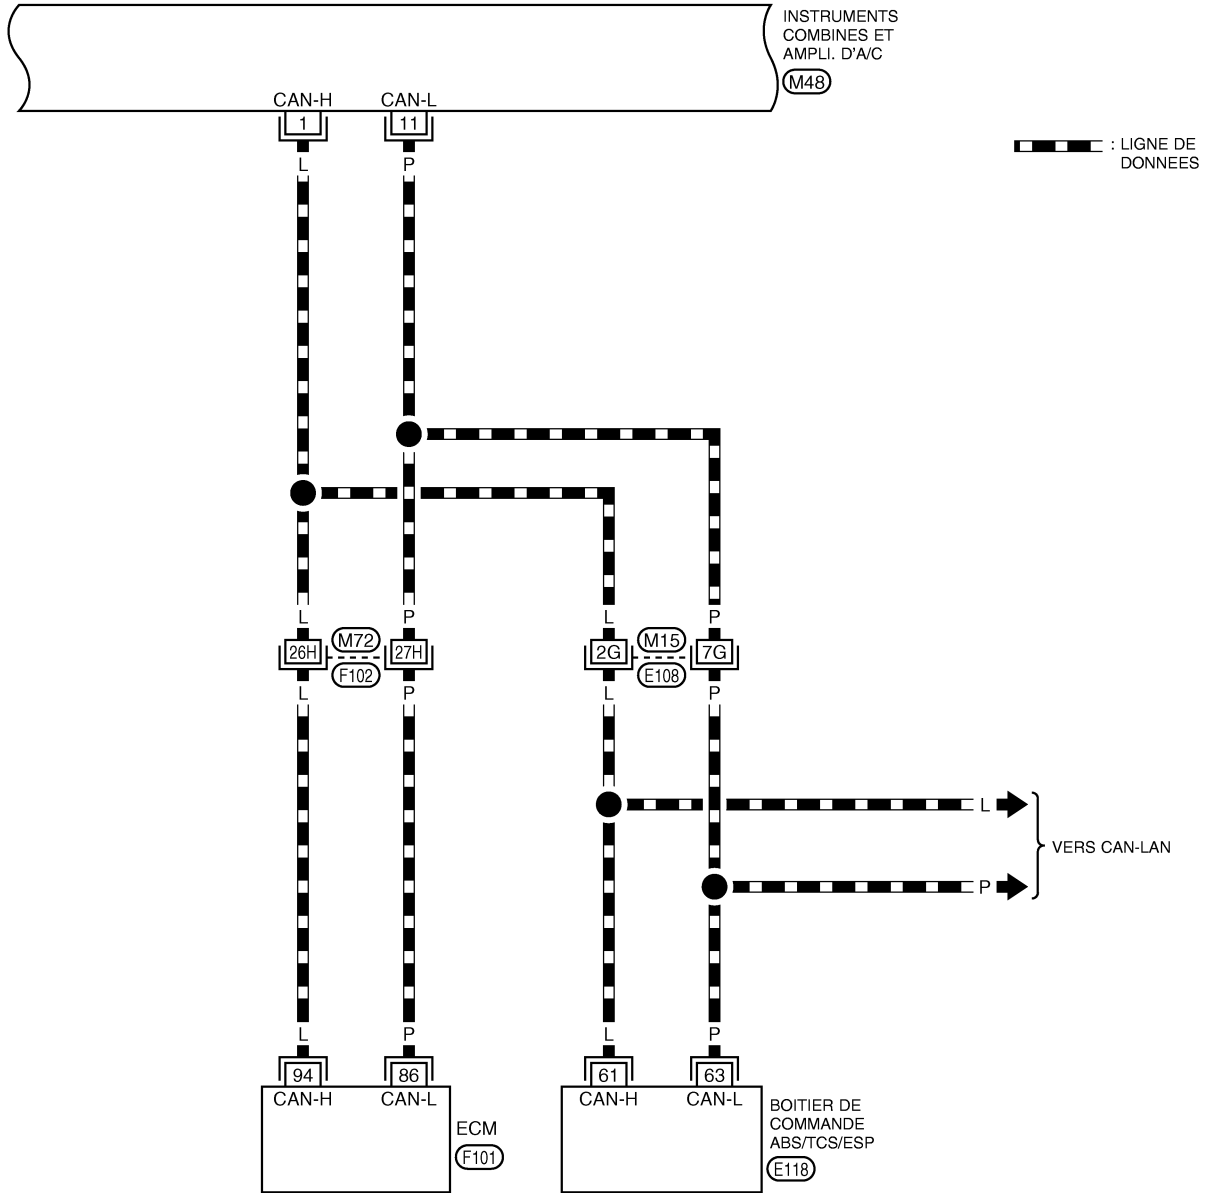 INSTRUMENTS
COMBINES ET
AMPLI. D'A/C
M48
CAN-H CAN-L
1 11
L P
: LIGNE DE
DONNEES
L P L P
26H M72 27H 2G M15 7G
F102 E108
L P L P
L
VERS CAN-LAN
P
L P L P
94 86 61 63
CAN-H CAN-L CAN-H CAN-L
ECM
F101
BOITIER DE
COMMANDE
ABS/TCS/ESP
E118